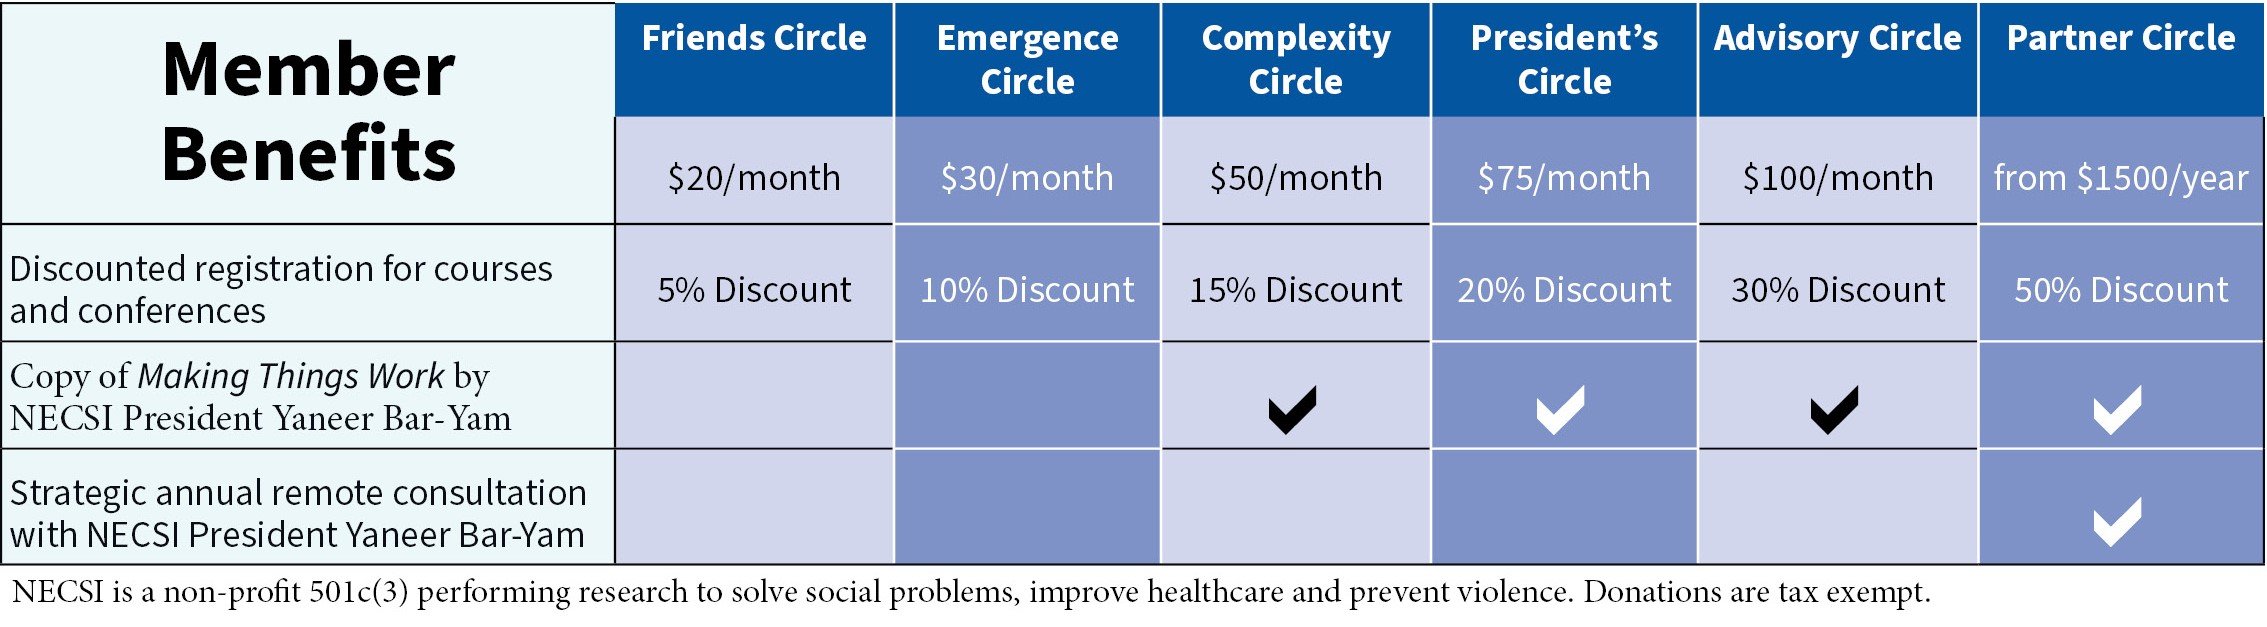 Member
Benefits
Friends Circle
Emergence
Circle
Complexity
Circle
President's
Circle
Advisory Circle
Partner Circle
$20/month
$30/month
$50/month
$75/month
$100/month
from $1500/year
Discounted registration for courses
and conferences
5% Discount
10% Discount
15% Discount
20% Discount
30% Discount
50% Discount
Copy of Making Things Work by
NECSI President Yaneer Bar-Yam
Strategic annual remote consultation
with NECSI President Yaneer Bar-Yam
NECSI is a non-profit 501c(3) performing research to solve social problems, improve healthcare and prevent violence. Donations are tax exempt.